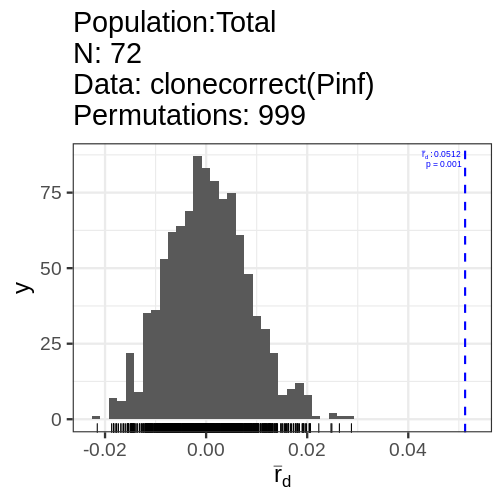 Population:Total
N: 72
Data: clonecorrect(Pinf)
Permutations: 999
r̄d : 0.0512
p = 0.001
75
50
25
0
y
-0.02 0.00 0.02 0.04
r̄d